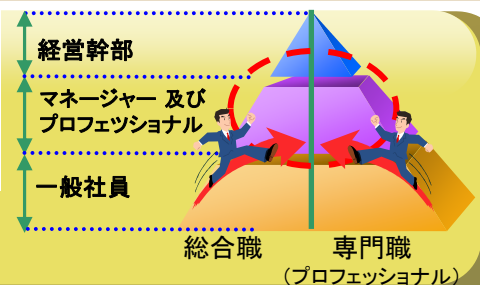 経営幹部
マネージャー 及び
プロフェツショナル
一般社員
総合職
専門職
（プロフェッショナル）